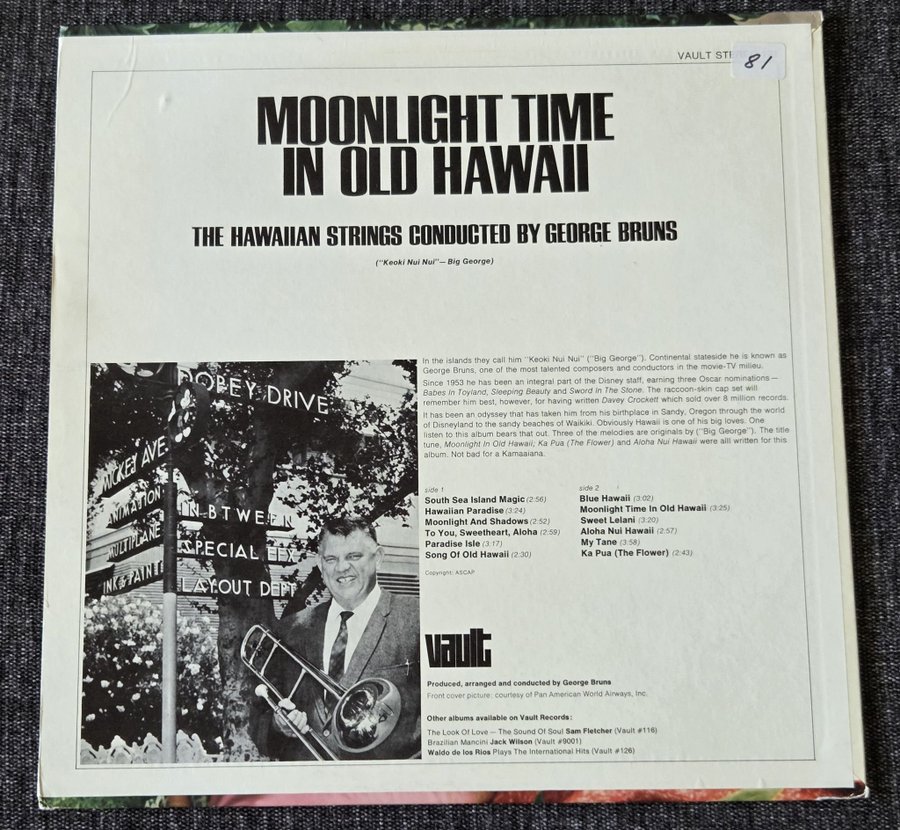 VAULT
81
MOONLIGHT TIME
IN OLD HAWAII
THE HAWAIIAN STRINGS CONDUCTED BY GEORGE BRUNS
("Keoki Nui Nui" — Big George)
In the islands they call him "Keoki Nui Nui" ("Big George"). Continental stateside he is known as
George Bruns, one of the most talented composers and conductors in the movie-TV milieu.
Since 1953 he has been an integral part of the Disney staff, earning three Oscar nominations —
Babes In Toyland, Sleeping Beauty and Sword In The Stone. The raccoon-skin cap set will
remember him best, however, for having written Davey Crockett which sold over 8 million records.
It has been an odyssey that has taken him from his birthplace in Sandy, Oregon through the world
of Disneyland to the sandy beaches of Waikiki. Obviously Hawaii is one of his big loves. One
listen to this album bears that out. Three of the melodies are originals by ("Big George"). The title
tune, Moonlight In Old Hawaii; Ka Pua (The Flower) and Aloha Nui Hawaii were all written for this
album. Not bad for a Kamaaiana.
DOPEY DRIVE
MICKEY AVE.
ANIMATION
IN BTWEEN
MULTIPLANE
SPECIAL EFX
INK & PAINT
LAYOUT DEPT
side 1
South Sea Island Magic (2:56)
Hawaiian Paradise (3:24)
Moonlight And Shadows (2:52)
To You, Sweetheart, Aloha (2:59)
Paradise Isle (3:17)
Song Of Old Hawaii (2:30)
side 2
Blue Hawaii (3:02)
Moonlight Time In Old Hawaii (3:25)
Sweet Lelani (3:20)
Aloha Nui Hawaii (2:57)
My Tane (3:58)
Ka Pua (The Flower) (2:43)
Copyright: ASCAP
vault
Produced, arranged and conducted by George Bruns
Front cover picture: courtesy of Pan American World Airways, Inc.
Other albums available on Vault Records:
The Look Of Love — The Sound Of Soul Sam Fletcher (Vault #116)
Brazilian Mancini Jack Wilson (Vault #9001)
Waldo de los Rios Plays The International Hits (Vault #126)